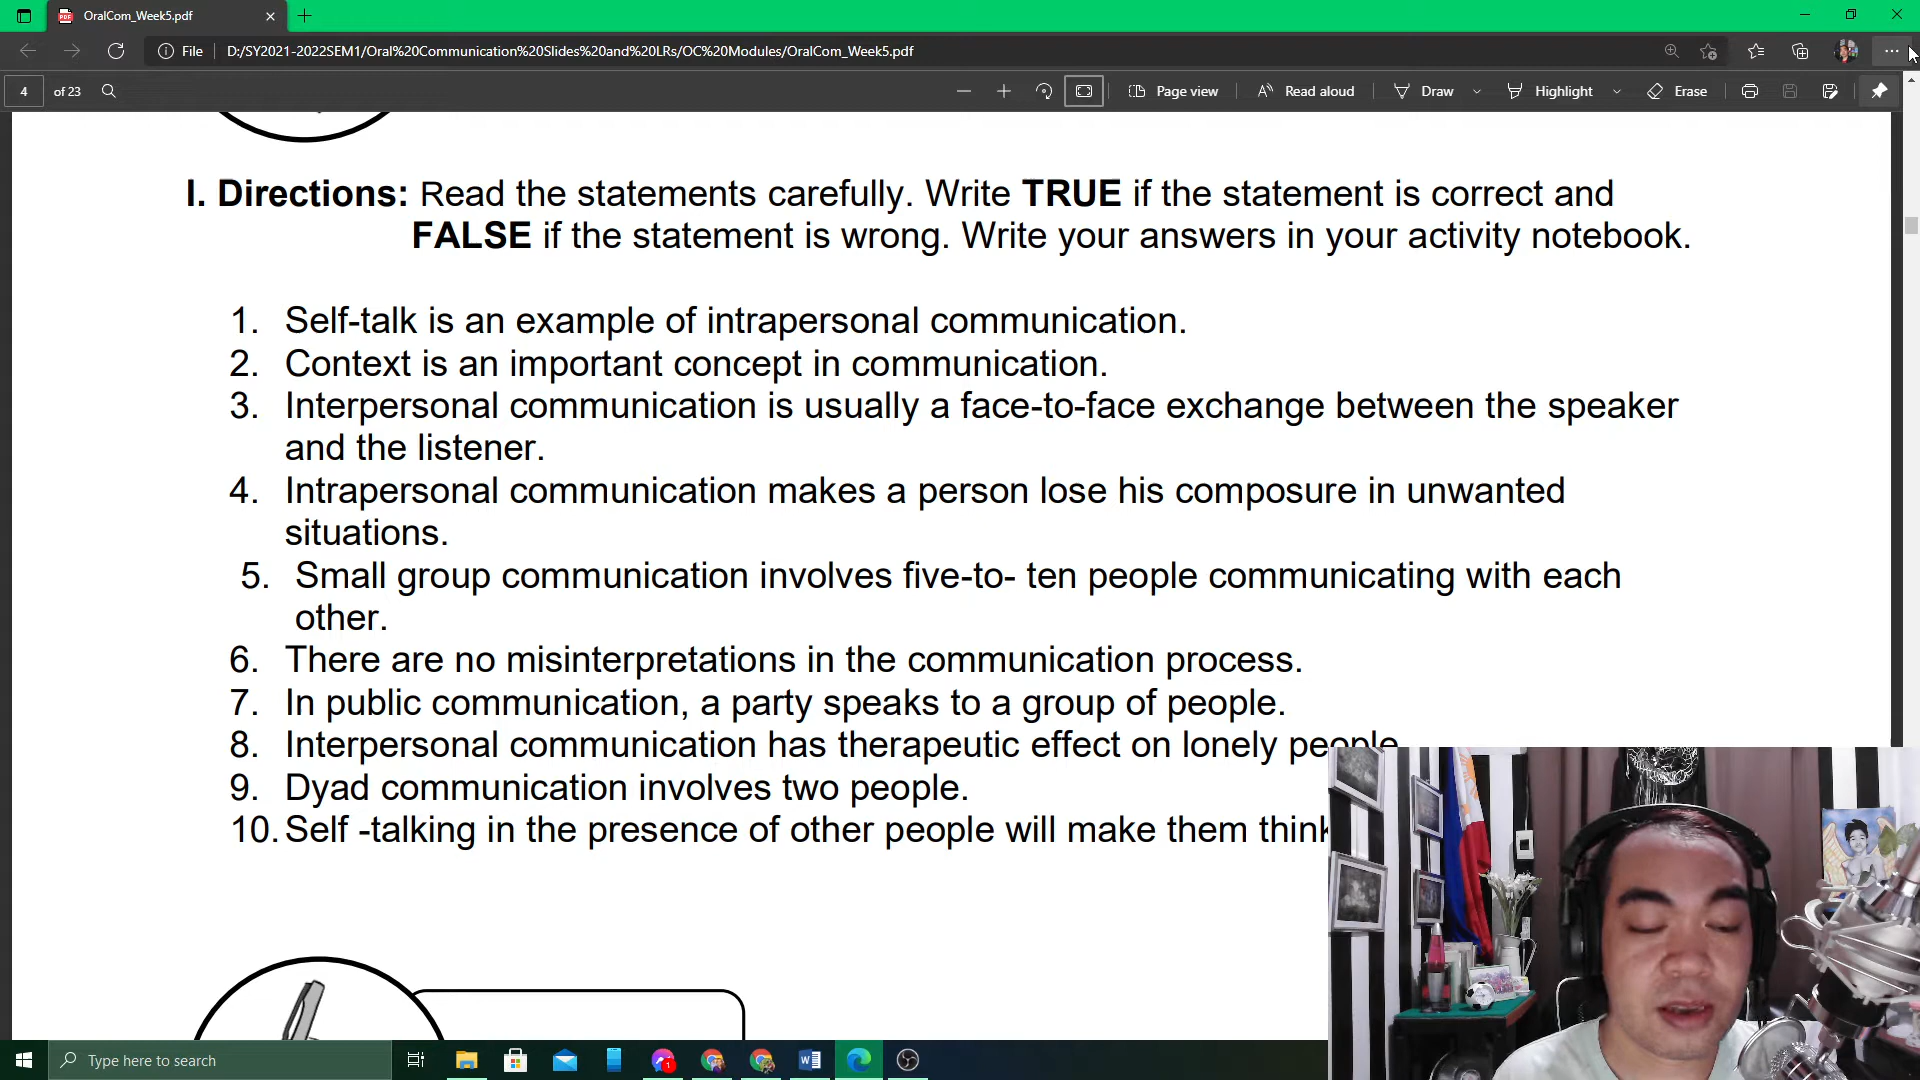 OralCom_Week5.pdf
File D:/SY2021-2022SEM1/Oral%20Communication%20Slides%20and%20LRs/OC%20Modules/OralCom_Week5.pdf
4 of 23 Page view Read aloud Draw Highlight Erase
I. Directions: Read the statements carefully. Write TRUE if the statement is correct and
FALSE if the statement is wrong. Write your answers in your activity notebook.
1. Self-talk is an example of intrapersonal communication.
2. Context is an important concept in communication.
3. Interpersonal communication is usually a face-to-face exchange between the speaker
and the listener.
4. Intrapersonal communication makes a person lose his composure in unwanted
situations.
5. Small group communication involves five-to- ten people communicating with each
other.
6. There are no misinterpretations in the communication process.
7. In public communication, a party speaks to a group of people.
8. Interpersonal communication has therapeutic effect on lonely people
9. Dyad communication involves two people.
10. Self -talking in the presence of other people will make them think
Type here to search
1